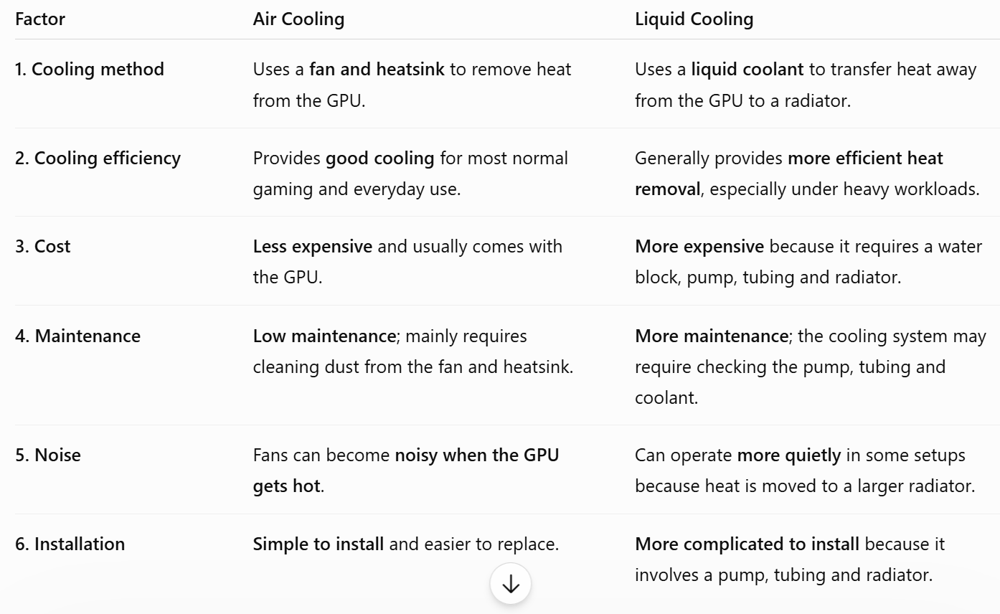 Factor Air Cooling Liquid Cooling
1. Cooling method Uses a fan and heatsink to remove heat Uses a liquid coolant to transfer heat away
from the GPU. from the GPU to a radiator.
2. Cooling efficiency Provides good cooling for most normal Generally provides more efficient heat
gaming and everyday use. removal, especially under heavy workloads.
3. Cost Less expensive and usually comes with More expensive because it requires a water
the GPU. block, pump, tubing and radiator.
4. Maintenance Low maintenance; mainly requires More maintenance; the cooling system may
cleaning dust from the fan and heatsink. require checking the pump, tubing and
coolant.
5. Noise Fans can become noisy when the GPU Can operate more quietly in some setups
gets hot. because heat is moved to a larger radiator.
6. Installation Simple to install and easier to replace. More complicated to install because it
involves a pump, tubing and radiator.